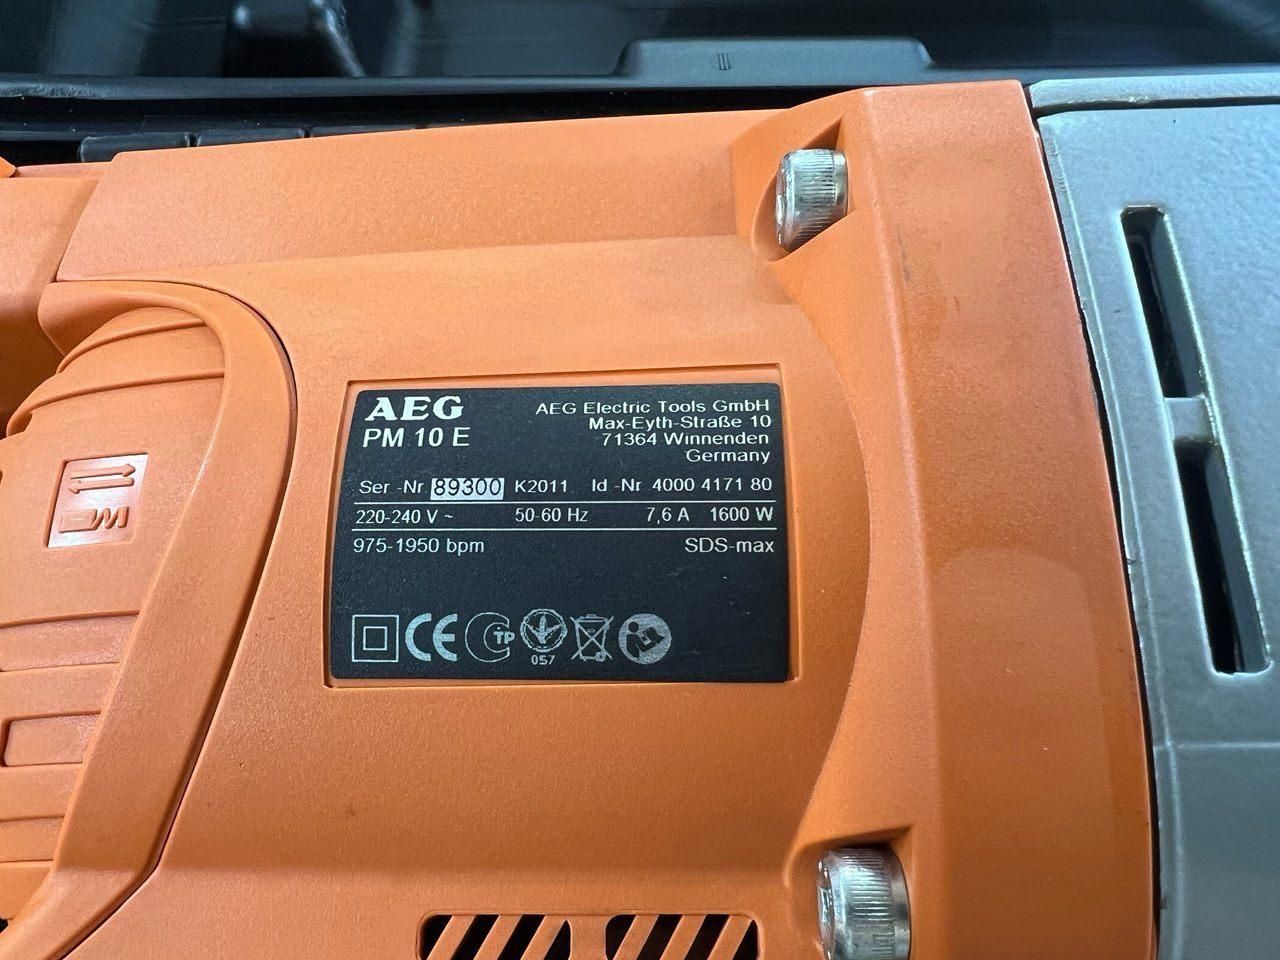 AEG
PM 10 E
AEG Electric Tools GmbH
Max-Eyth-Straße 10
71364 Winnenden
Germany
Ser -Nr 89300 K2011 Id -Nr 4000 4171 80
220-240 V ~ 50-60 Hz 7,6 A 1600 W
975-1950 bpm SDS-max
CE TP
057